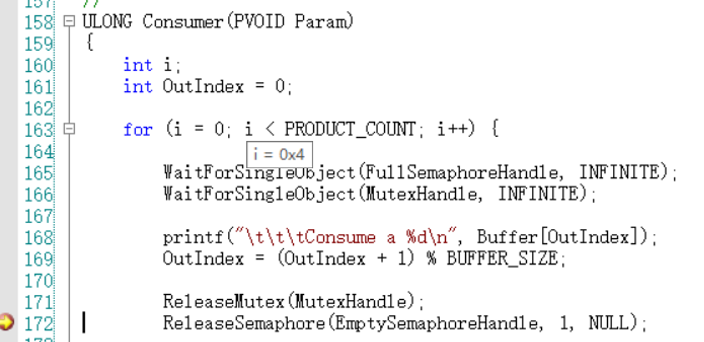 157 //
158 ULONG Consumer(PVOID Param)
159 {
160 int i;
161 int OutIndex = 0;
162
163 for (i = 0; i < PRODUCT_COUNT; i++) {
164
i = 0x4
165 WaitForSingleObject(FullSemaphoreHandle, INFINITE);
166 WaitForSingleObject(MutexHandle, INFINITE);
167
168 printf("\t\t\tConsume a %d\n", Buffer[OutIndex]);
169 OutIndex = (OutIndex + 1) % BUFFER_SIZE;
170
171 ReleaseMutex(MutexHandle);
172 ReleaseSemaphore(EmptySemaphoreHandle, 1, NULL);